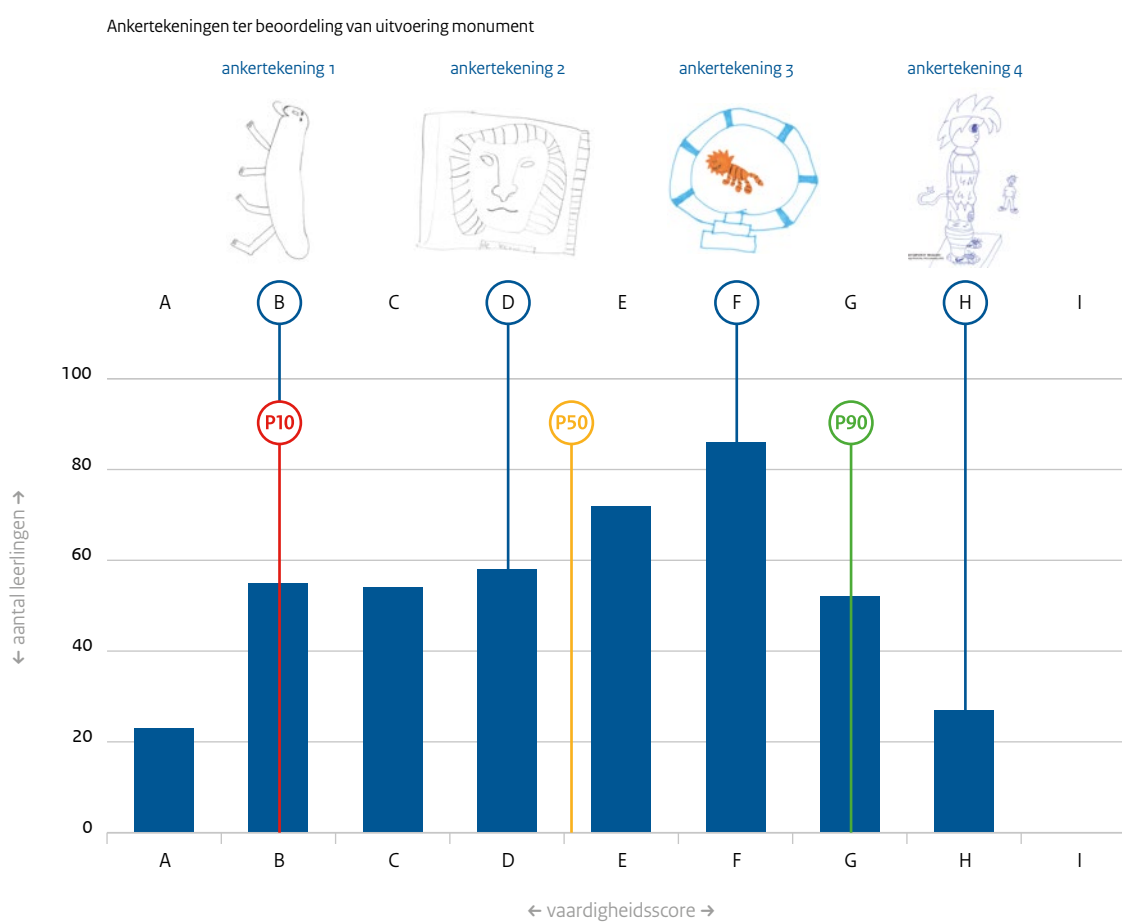 Ankertekeningen ter beoordeling van uitvoering monument
ankertekening 1 ankertekening 2 ankertekening 3 ankertekening 4
A B C D E F G H I
100
P10 P50 P90
80
60
40
20
0
A B C D E F G H I
← aantal leerlingen →
← vaardigheidsscore →